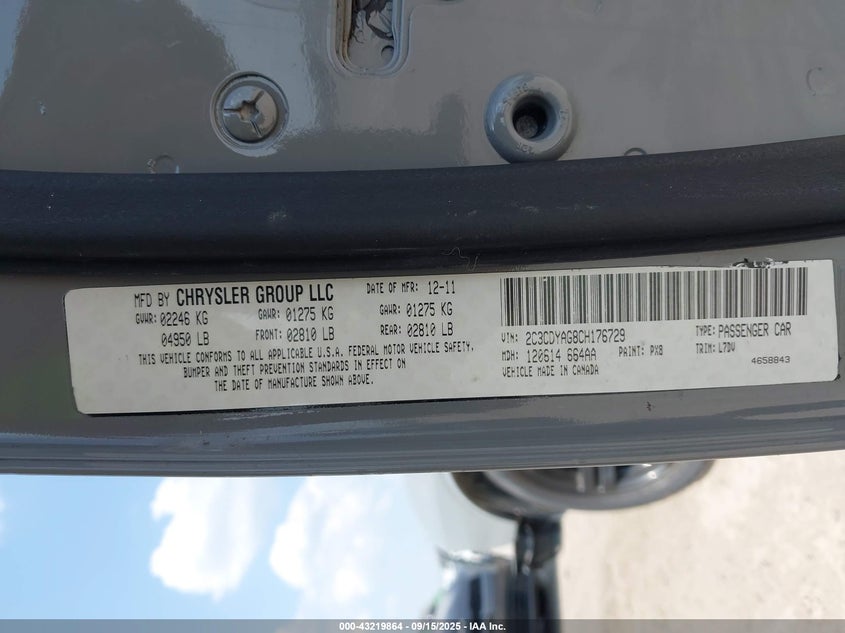 MFD BY CHRYSLER GROUP LLC
DATE OF MFR: 12-11
GVWR: 02246 KG
GAWR: 01275 KG
GAWR: 01275 KG
04950 LB
FRONT: 02810 LB
REAR: 02810 LB
THIS VEHICLE CONFORMS TO ALL APPLICABLE U.S.A. FEDERAL MOTOR VEHICLE SAFETY,
BUMPER AND THEFT PREVENTION STANDARDS IN EFFECT ON
THE DATE OF MANUFACTURE SHOWN ABOVE.
VIN: 2C3CDYAG8CH176729
TYPE: PASSENGER CAR
MDH: 120614 664AA
PAINT: PX8
TRIM: L7DV
VEHICLE MADE IN CANADA
4658843
000-43219864 - 09/15/2025 - IAA Inc.